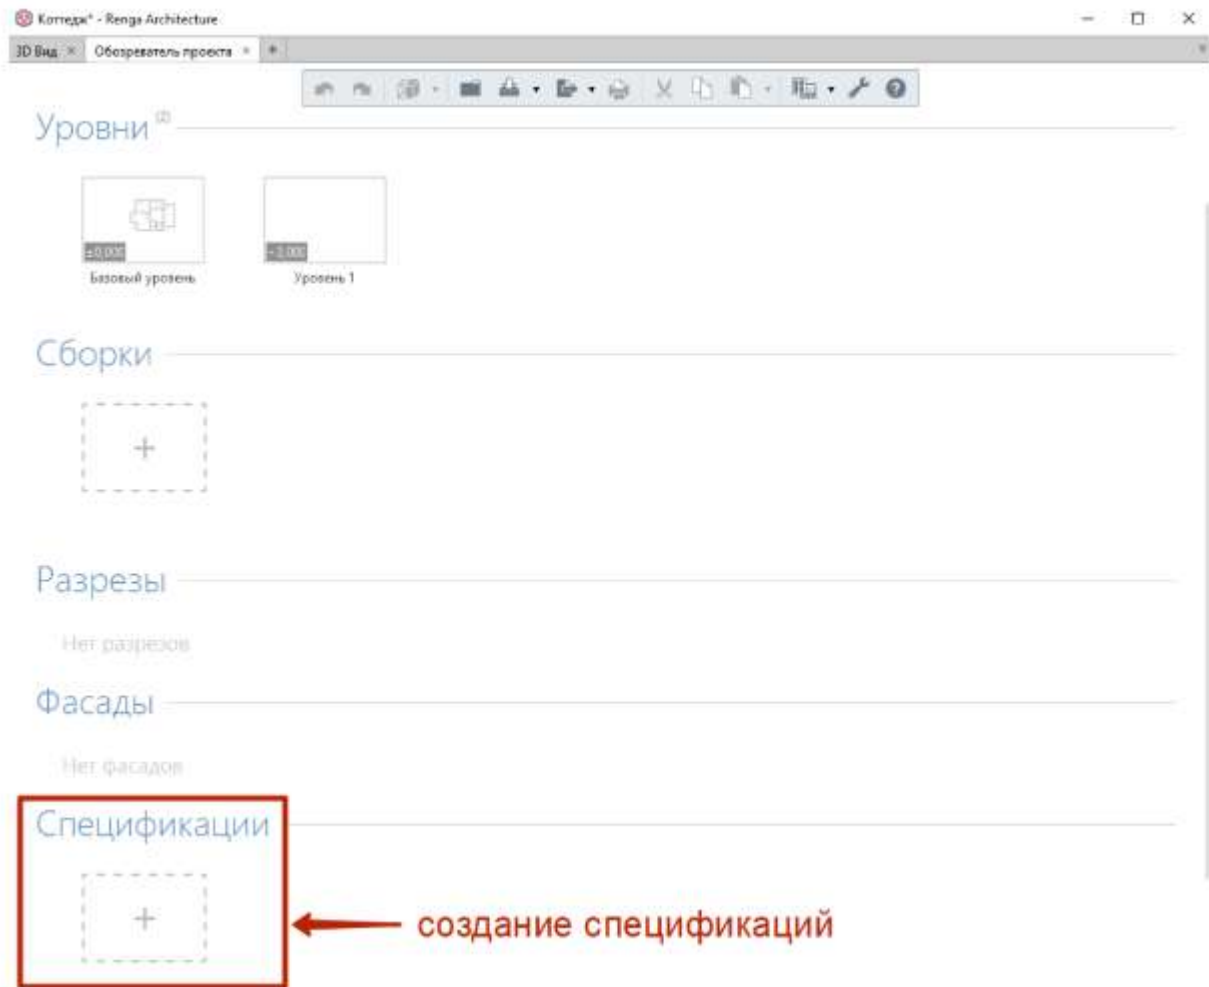 Коттедж* - Renga Architecture
3D Вид × Обозреватель проекта × +
Уровни (2)
±0,000
- 3,000
Базовый уровень
Уровень 1
Сборки
+
Разрезы
Нет разрезов
Фасады
Нет фасадов
Спецификации
+
создание спецификаций